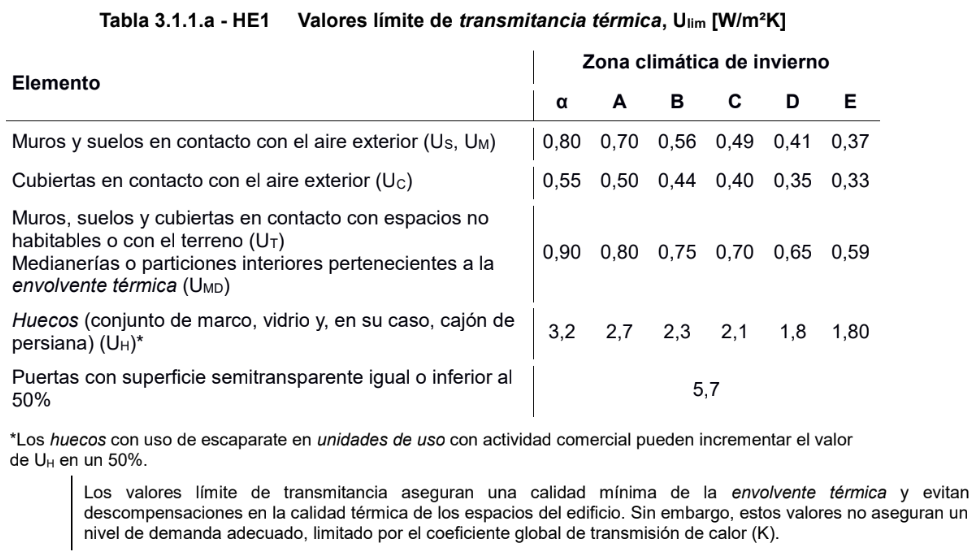 Tabla 3.1.1.a - HE1 Valores límite de transmitancia térmica, Ulim [W/m²K]
Elemento
Zona climática de invierno
α A B C D E
Muros y suelos en contacto con el aire exterior (US, UM) 0,80 0,70 0,56 0,49 0,41 0,37
Cubiertas en contacto con el aire exterior (UC) 0,55 0,50 0,44 0,40 0,35 0,33
Muros, suelos y cubiertas en contacto con espacios no
habitables o con el terreno (UT)
Medianerías o particiones interiores pertenecientes a la
envolvente térmica (UMD)
0,90 0,80 0,75 0,70 0,65 0,59
Huecos (conjunto de marco, vidrio y, en su caso, cajón de
persiana) (UH)*
3,2 2,7 2,3 2,1 1,8 1,80
Puertas con superficie semitransparente igual o inferior al
50%
5,7
*Los huecos con uso de escaparate en unidades de uso con actividad comercial pueden incrementar el valor
de UH en un 50%.
Los valores límite de transmitancia aseguran una calidad mínima de la envolvente térmica y evitan
descompensaciones en la calidad térmica de los espacios del edificio. Sin embargo, estos valores no aseguran un
nivel de demanda adecuado, limitado por el coeficiente global de transmisión de calor (K).